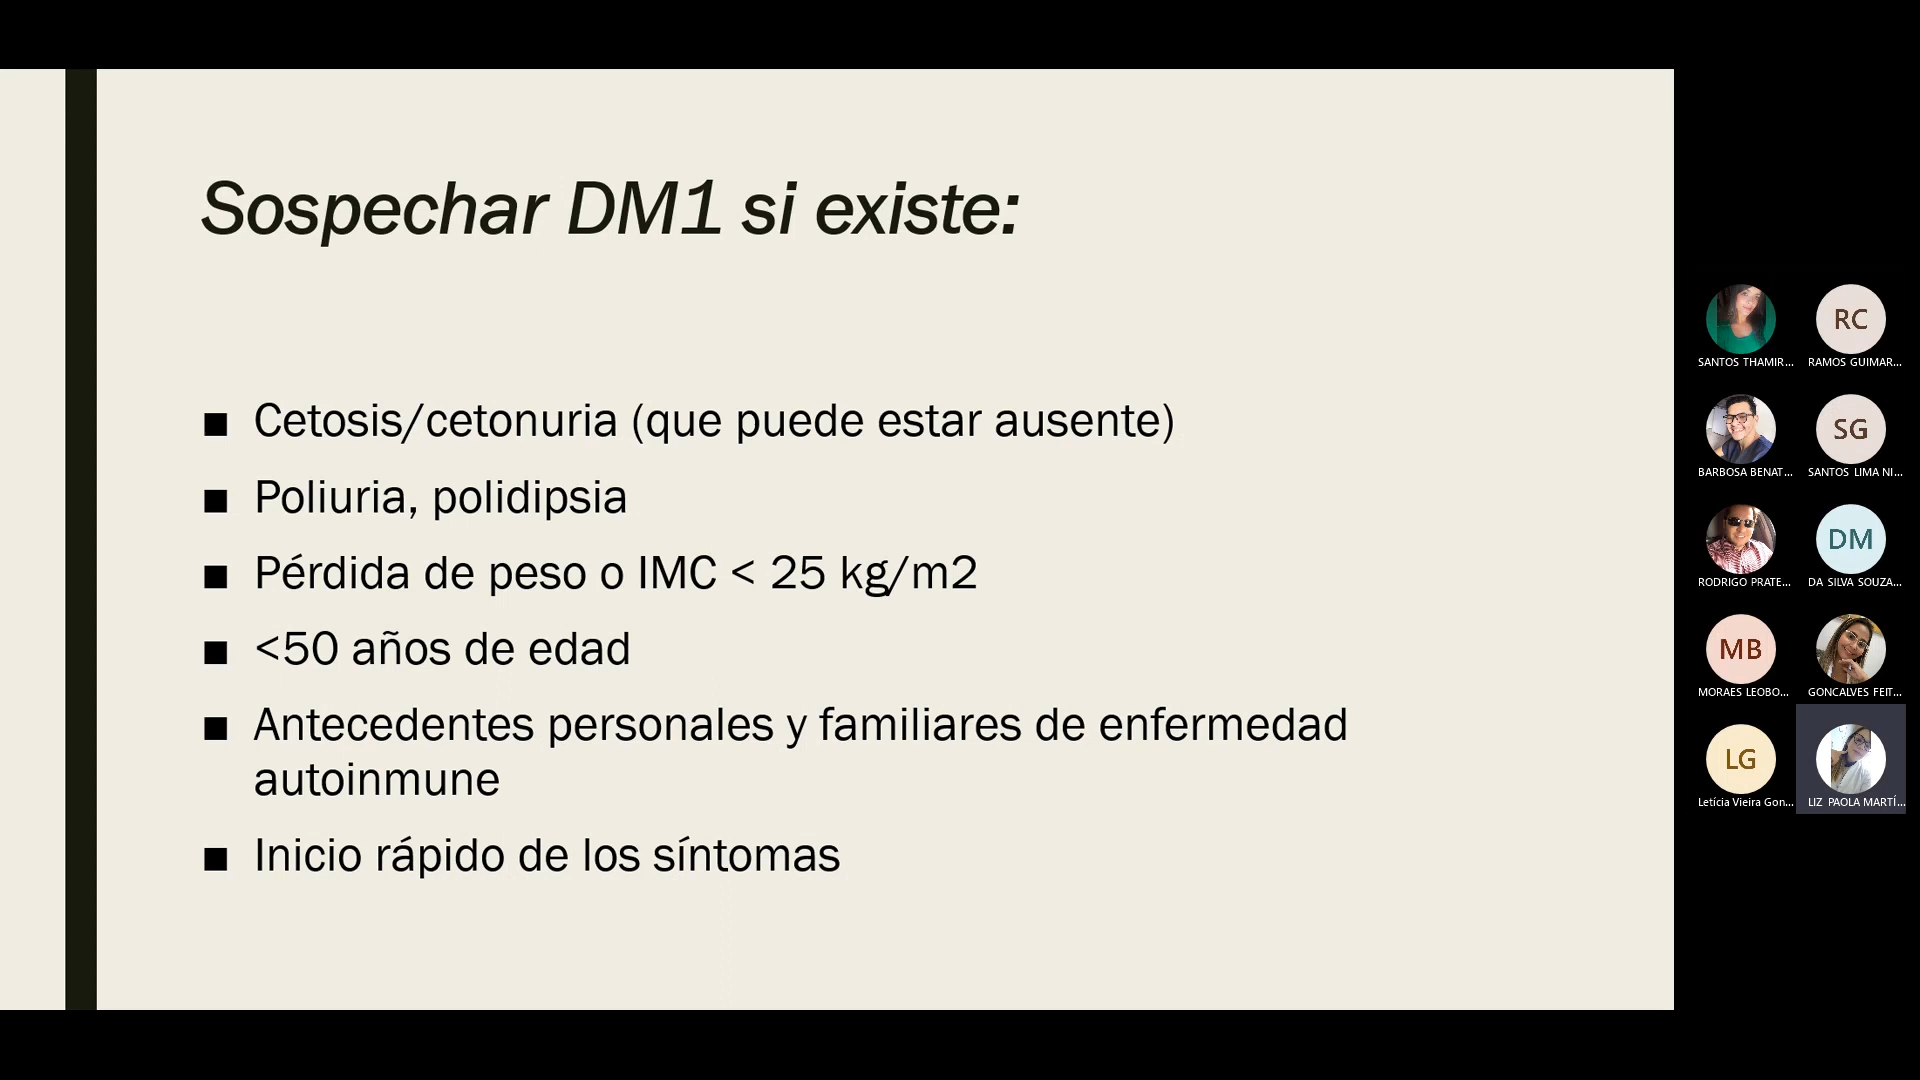 Sospechar DM1 si existe:
■ Cetosis/cetonuria (que puede estar ausente)
■ Poliuria, polidipsia
■ Pérdida de peso o IMC < 25 kg/m2
■ <50 años de edad
■ Antecedentes personales y familiares de enfermedad
autoinmune
■ Inicio rápido de los síntomas
RC
SANTOS THAMIR...
RAMOS GUIMAR...
SG
BARBOSA BENAT...
SANTOS LIMA NI...
DM
RODRIGO PRATE...
DA SILVA SOUZA...
MB
MORAES LEOBO...
GONCALVES FEIT...
LG
Letícia Vieira Gon...
LIZ PAOLA MARTÍ...